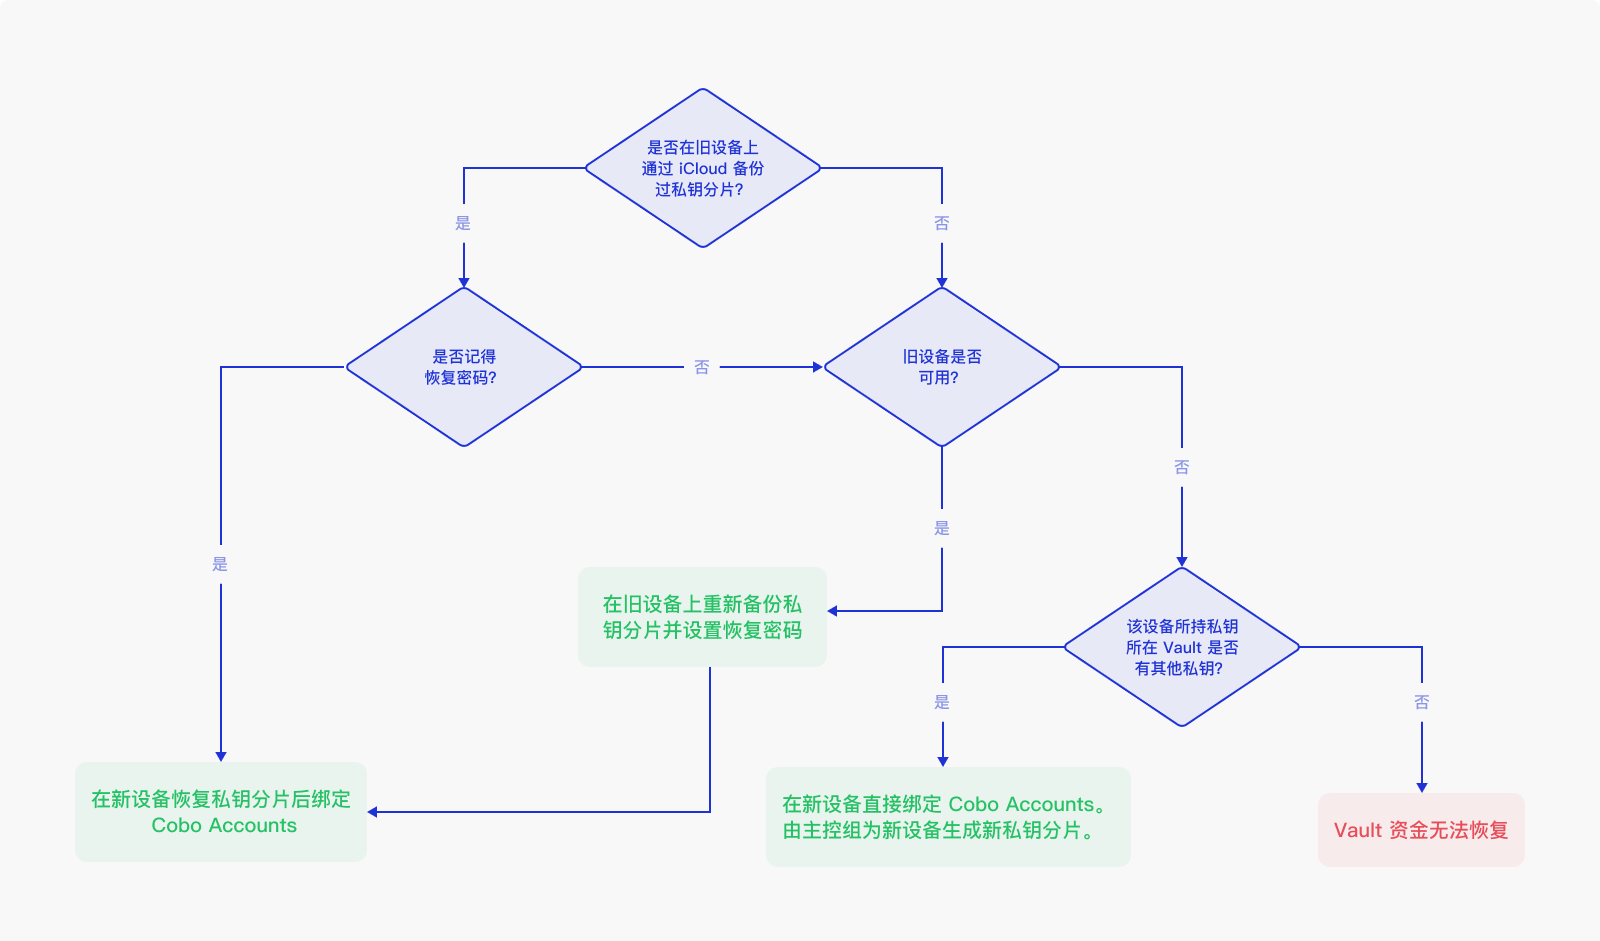 是否在旧设备上
通过 iCloud 备份
过私钥分片?
是
否
是否记得
恢复密码?
否
旧设备是否
可用?
否
是
是
在旧设备上重新备份私
钥分片并设置恢复密码
该设备所持私钥
所在 Vault 是否
有其他私钥?
是
否
在新设备恢复私钥分片后绑定
Cobo Accounts
在新设备直接绑定 Cobo Accounts。
由主控组为新设备生成新私钥分片。
Vault 资金无法恢复